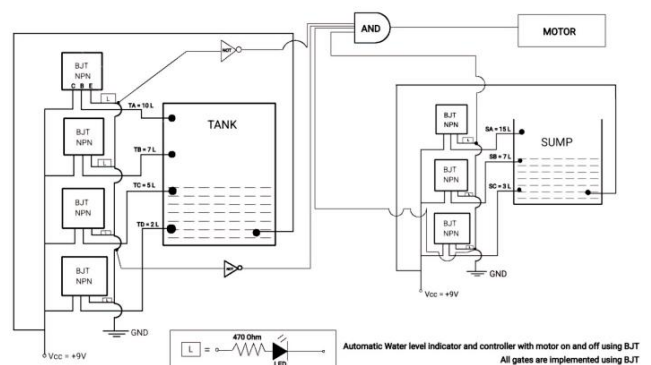 AND
MOTOR
NOT
BJT
NPN
C B E
L
TA = 10 L
TANK
BJT
NPN
L
TB = 7 L
BJT
NPN
TC = 5 L
BJT
NPN
TD = 2 L
GND
Vcc = +9V
BJT
NPN
SA = 15 L
SUMP
BJT
NPN
SB = 7 L
SC = 3 L
BJT
NPN
GND
Vcc = +9V
L = 470 Ohm
LED
Automatic Water level indicator and controller with motor on and off using BJT
All gates are implemented using BJT